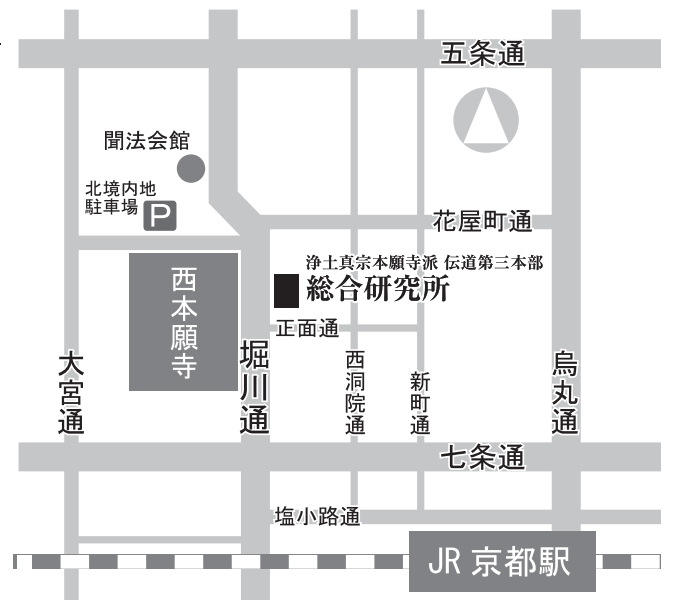 五条通
聞法会館
北境内地
駐車場
P
花屋町通
浄土真宗本願寺派 伝道第三本部
総合研究所
西本願寺
正面通
大宮通
堀川通
西洞院通
新町通
烏丸通
七条通
塩小路通
JR 京都駅